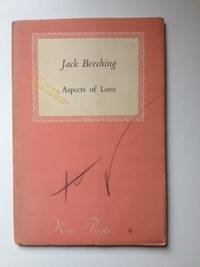 Jack Beeching
Aspects of Love
Key Poets 9